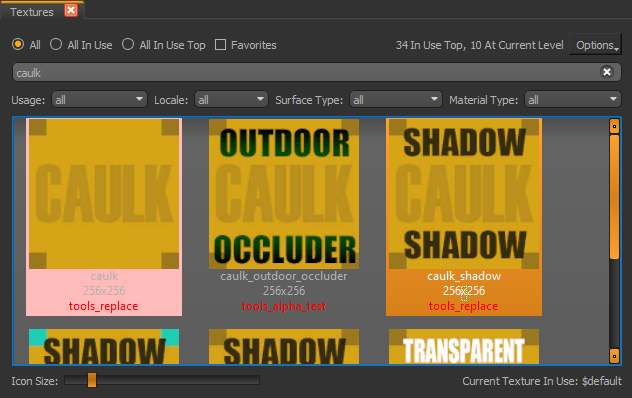 Textures
All All In Use All In Use Top Favorites 34 In Use Top, 10 At Current Level Options
caulk
Usage: all Locale: all Surface Type: all Material Type: all
CAULK
OUTDOOR
CAULK
OCCLUDER
SHADOW
CAULK
SHADOW
caulk
256x256
tools_replace
caulk_outdoor_occluder
256x256
tools_alpha_test
caulk_shadow
256x256
tools_replace
SHADOW
SHADOW
TRANSPARENT
Icon Size: Current Texture In Use: $default